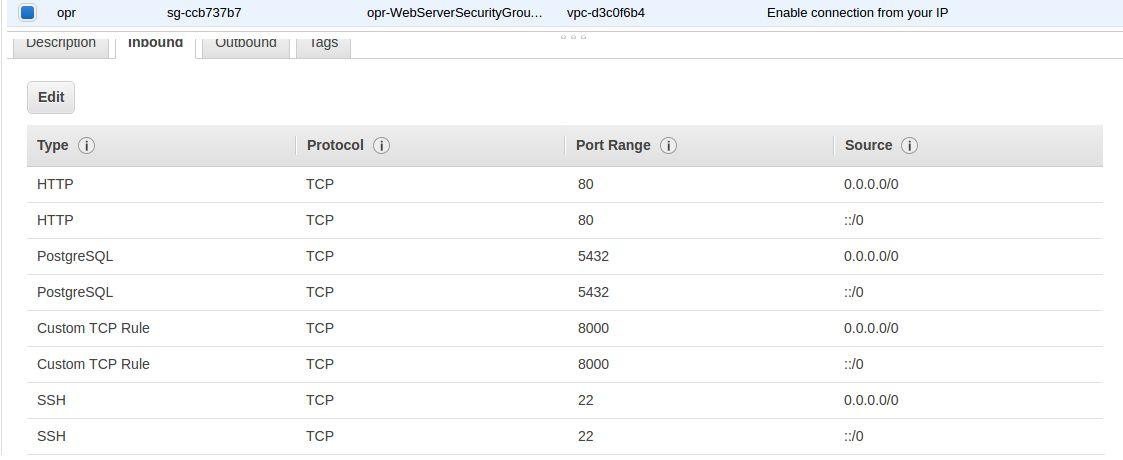 opr sg-ccb737b7 opr-WebServerSecurityGrou… vpc-d3c0f6b4 Enable connection from your IP
Description Inbound Outbound Tags
Edit
Type i Protocol i Port Range i Source i
HTTP TCP 80 0.0.0.0/0
HTTP TCP 80 ::/0
PostgreSQL TCP 5432 0.0.0.0/0
PostgreSQL TCP 5432 ::/0
Custom TCP Rule TCP 8000 0.0.0.0/0
Custom TCP Rule TCP 8000 ::/0
SSH TCP 22 0.0.0.0/0
SSH TCP 22 ::/0